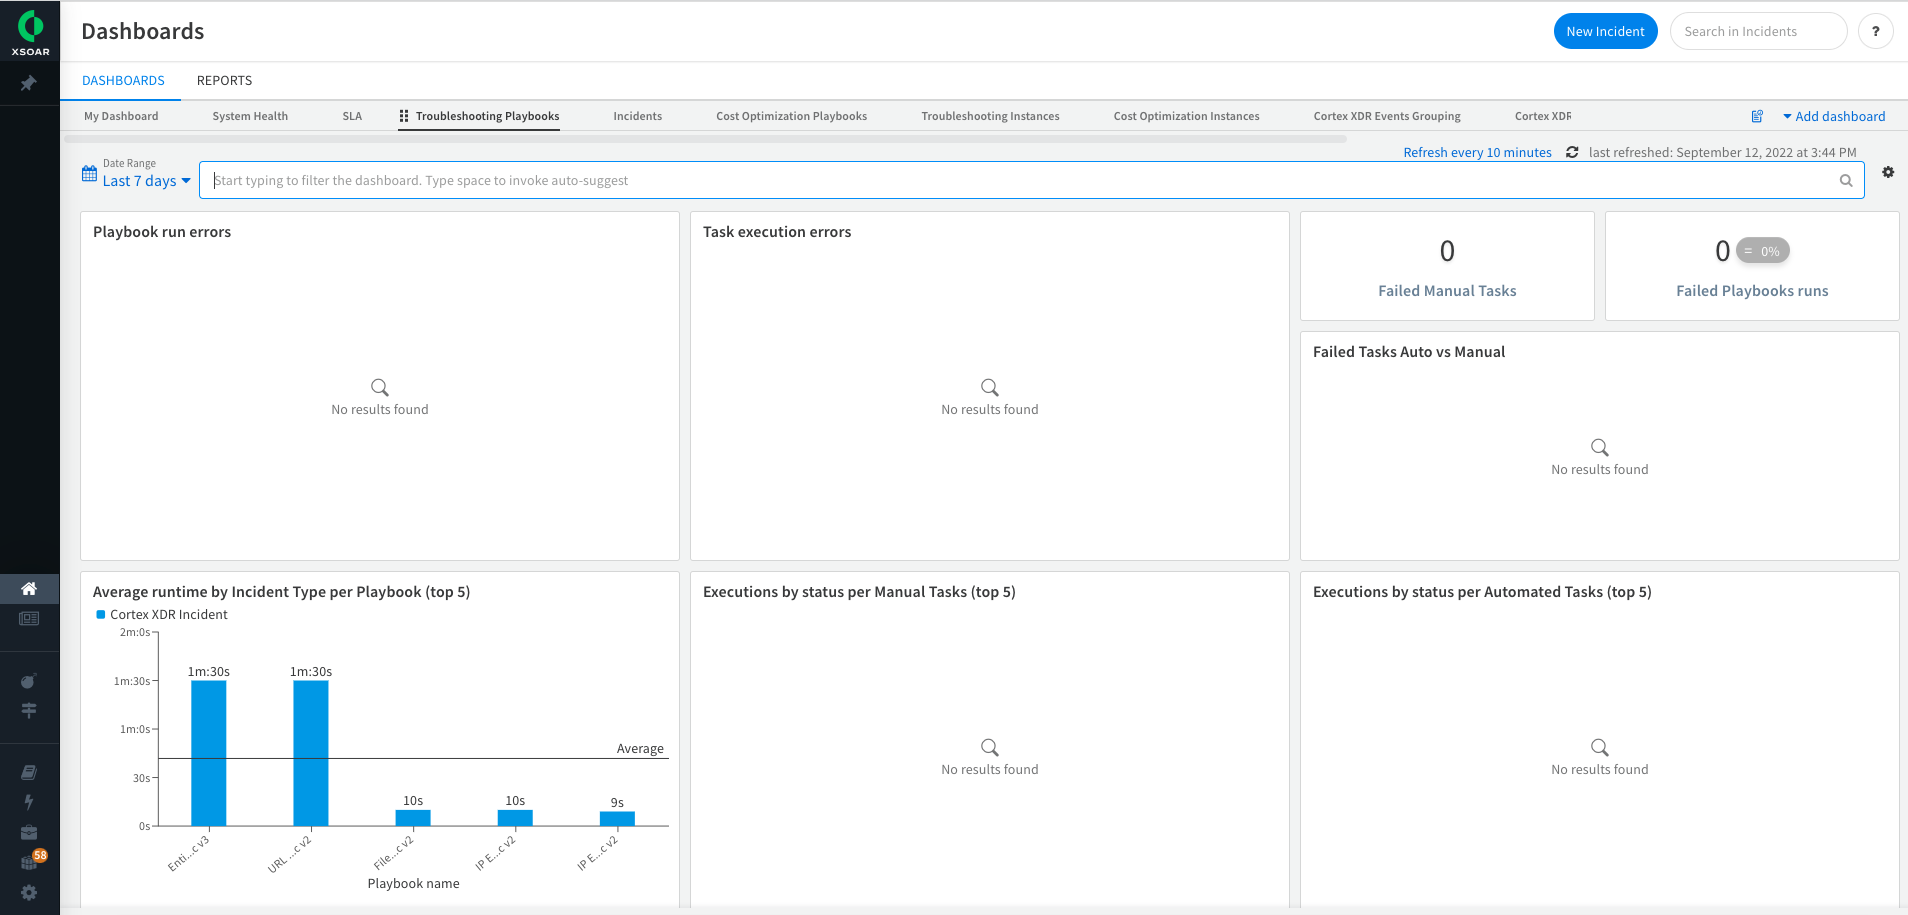 XSOAR
Dashboards
New Incident
Search in Incidents
?
DASHBOARDS
REPORTS
My Dashboard
System Health
SLA
Troubleshooting Playbooks
Incidents
Cost Optimization Playbooks
Troubleshooting Instances
Cost Optimization Instances
Cortex XDR Events Grouping
Cortex XDR
Add dashboard
Refresh every 10 minutes
last refreshed: September 12, 2022 at 3:44 PM
Date Range
Last 7 days
Start typing to filter the dashboard. Type space to invoke auto-suggest
Playbook run errors
No results found
Task execution errors
No results found
0
Failed Manual Tasks
0 = 0%
Failed Playbooks runs
Failed Tasks Auto vs Manual
No results found
Average runtime by Incident Type per Playbook (top 5)
Cortex XDR Incident
2m:0s
1m:30s
1m:0s
30s
0s
1m:30s
1m:30s
10s
10s
9s
Average
Enti...c v3
URL ...c v2
File...c v2
IP E...c v2
IP E...c v2
Playbook name
Executions by status per Manual Tasks (top 5)
No results found
Executions by status per Automated Tasks (top 5)
No results found
58